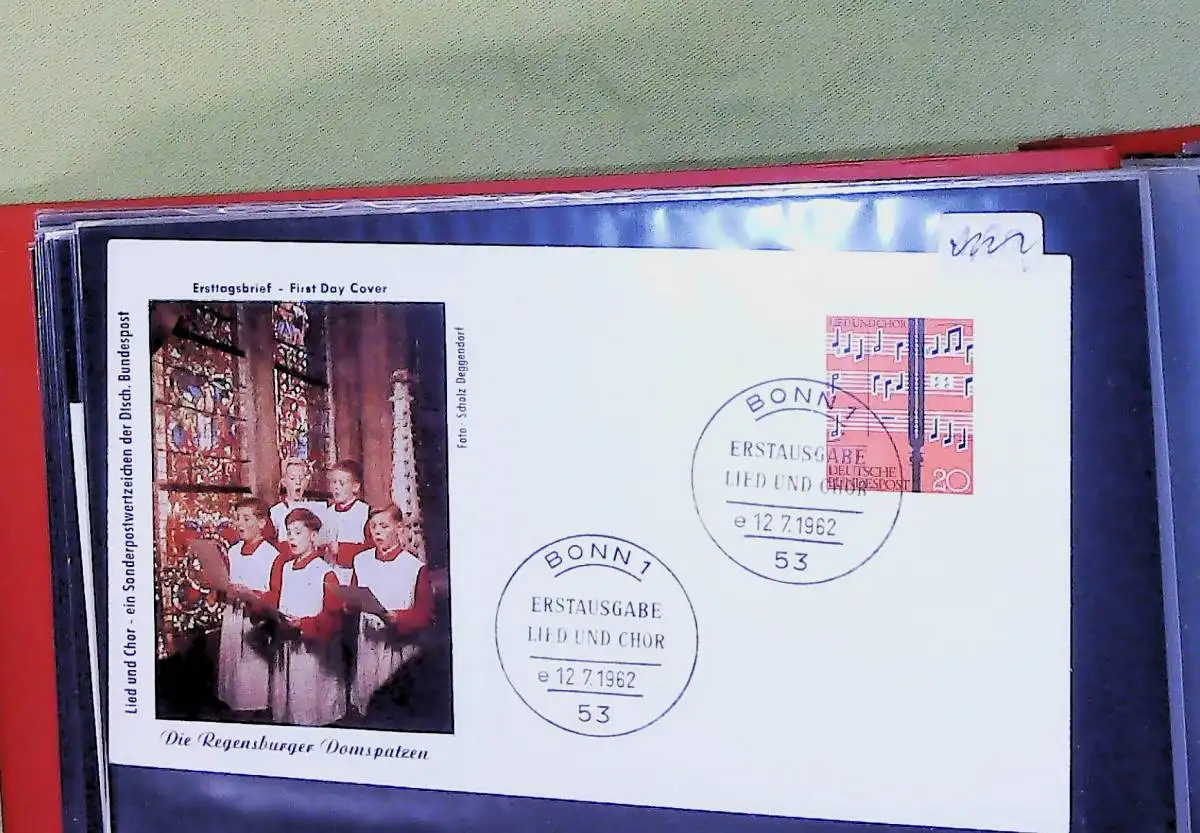 Ersttagsbrief - First Day Cover
Lied und Chor - ein Sonderpostwertzeichen der Dtsch. Bundespost
Foto · Scholz Deggendorf
Die Regensburger Domspatzen
LIED UND CHOR
DEUTSCHE
BUNDESPOST
20
BONN 1
ERSTAUSGABE
LIED UND CHOR
e 12.7.1962
53
BONN 1
ERSTAUSGABE
LIED UND CHOR
e 12.7.1962
53